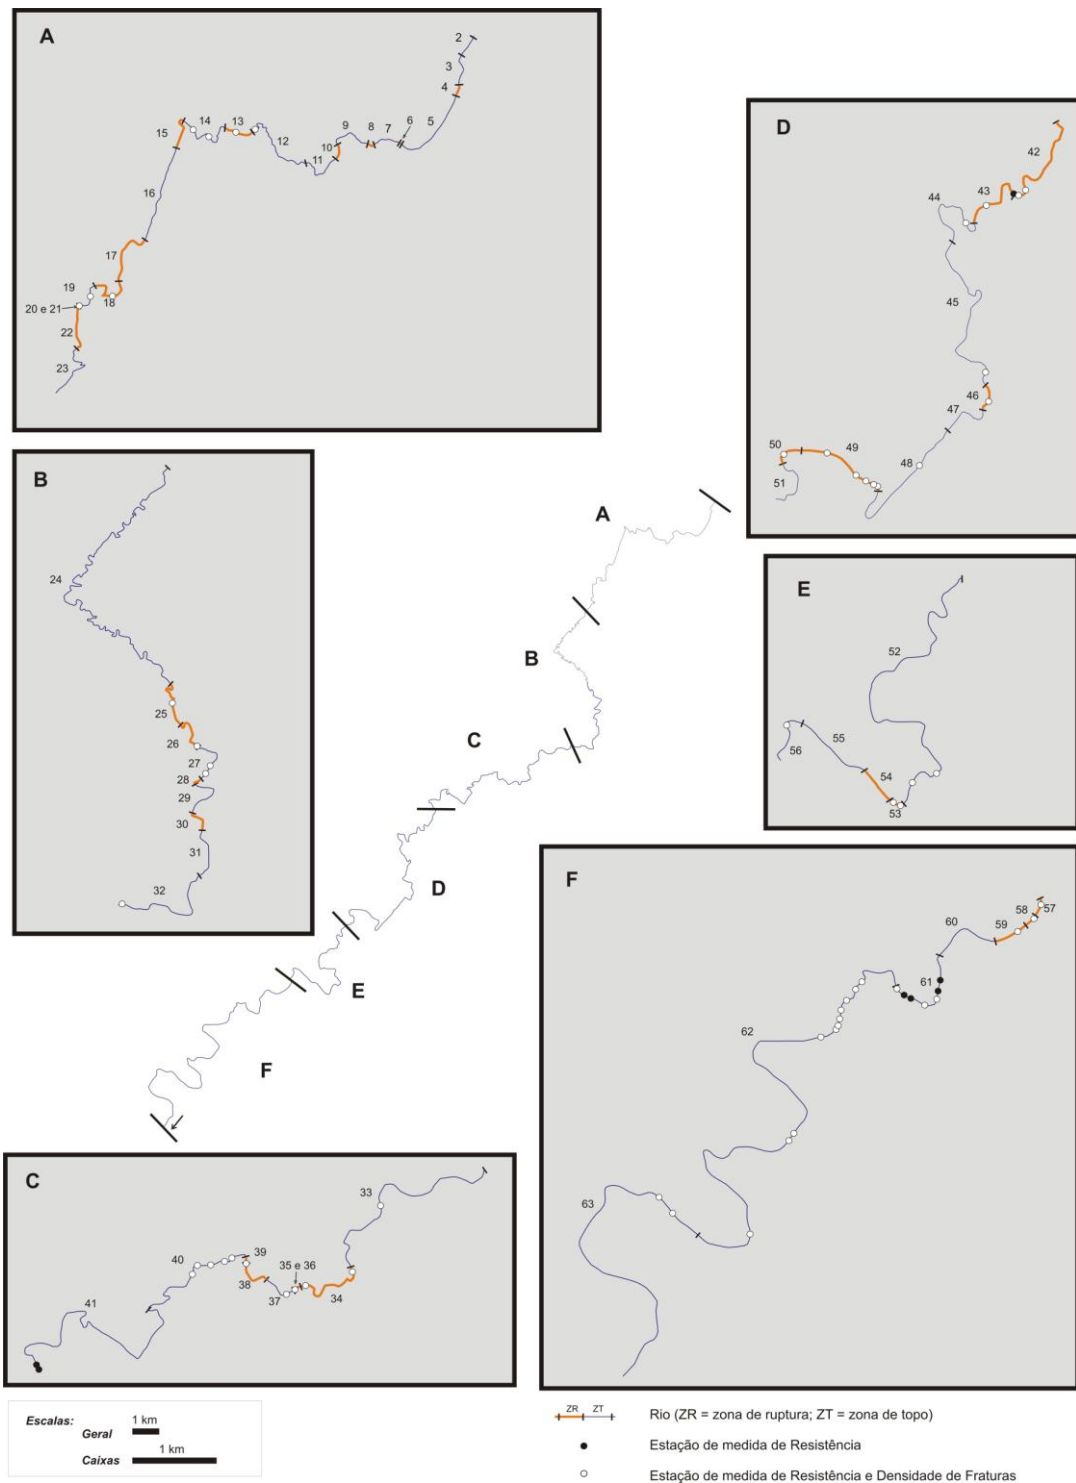 A
2
3
4
5
6
7
8
9
10
11
12
13
14
15
16
17
18
19
20 e 21
22
23
D
42
43
44
45
46
47
48
49
50
51
B
24
25
26
27
28
29
30
31
32
A
B
C
D
E
F
E
52
53
54
55
56
F
57
58
59
60
61
62
63
C
33
34
35 e 36
37
38
39
40
41
Escalas: 1 km
Geral
1 km
Caixas
ZR ZT Rio (ZR = zona de ruptura; ZT = zona de topo)
Estação de medida de Resistência
Estação de medida de Resistência e Densidade de Fraturas